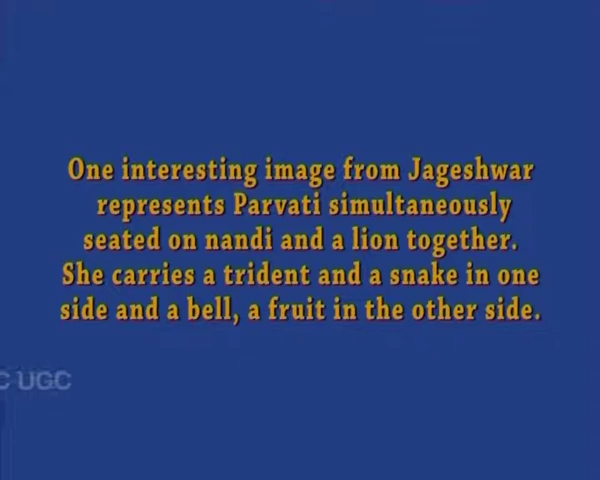 One interesting image from Jageshwar
represents Parvati simultaneously
seated on nandi and a lion together.
She carries a trident and a snake in one
side and a bell, a fruit in the other side.
C UGC